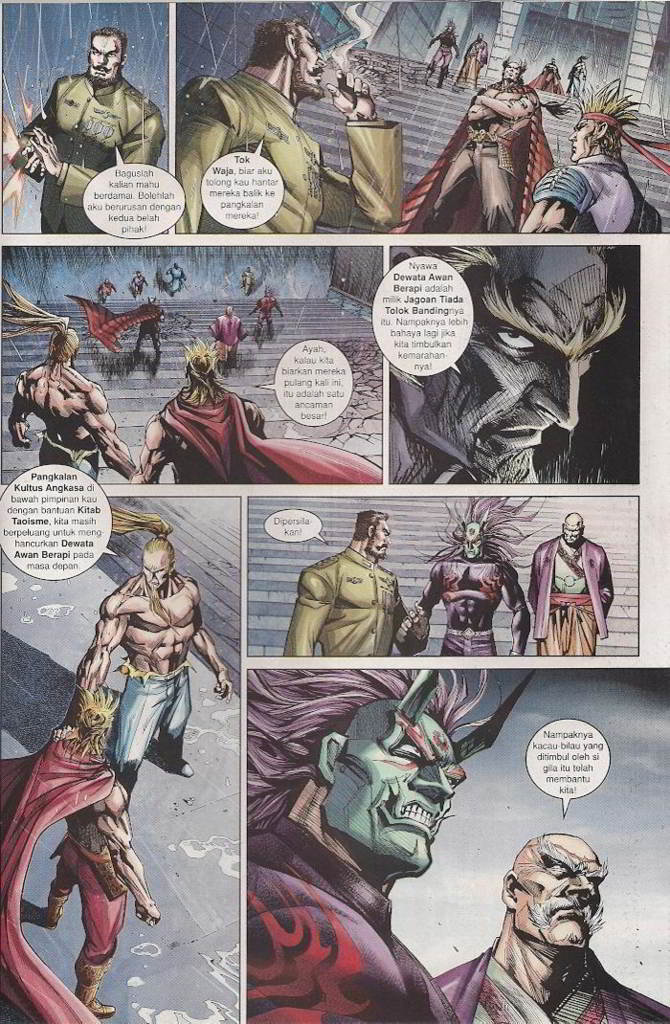 Baguslah
kalian mahu
berdamai. Bolehlah
aku berurusan dengan
kedua belah
pihak!
Tok
Waja, biar aku
tolong kau hantar
mereka balik ke
pangkalan
mereka!
Ayah,
kalau kita
biarkan mereka
pulang kali ini,
itu adalah satu
ancaman
besar!
Nyawa
Dewata Awan
Berapi adalah
milik Jagoan Tiada
Tolok Bandingnya
itu. Nampaknya lebih
bahaya lagi jika
kita timbulkan
kemarahan-
nya!
Pangkalan
Kultus Angkasa di
bawah pimpinan kau
dengan bantuan Kitab
Taoisme, kita masih
berpeluang untuk meng-
hancurkan Dewata
Awan Berapi pada
masa depan.
Dipersila-
kan!
Nampaknya
kacau-bilau yang
ditimbul oleh si
gila itu telah
membantu
kita!